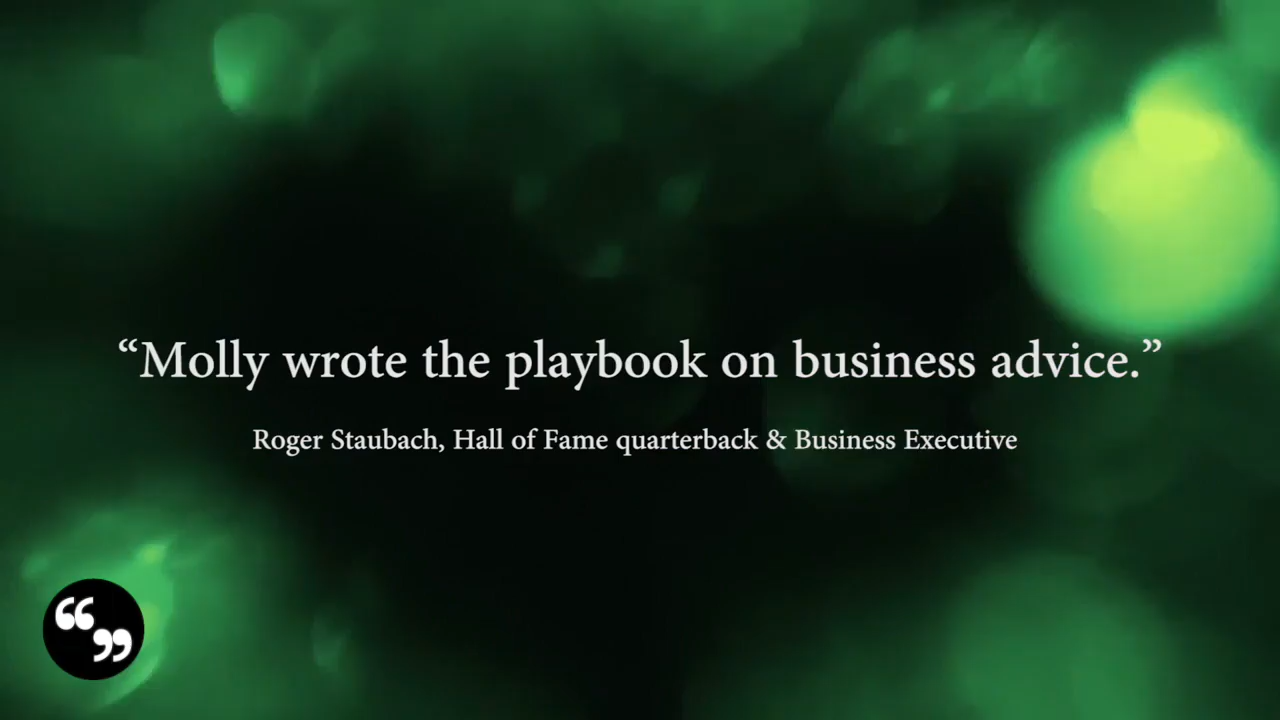 “Molly wrote the playbook on business advice.”
Roger Staubach, Hall of Fame quarterback & Business Executive